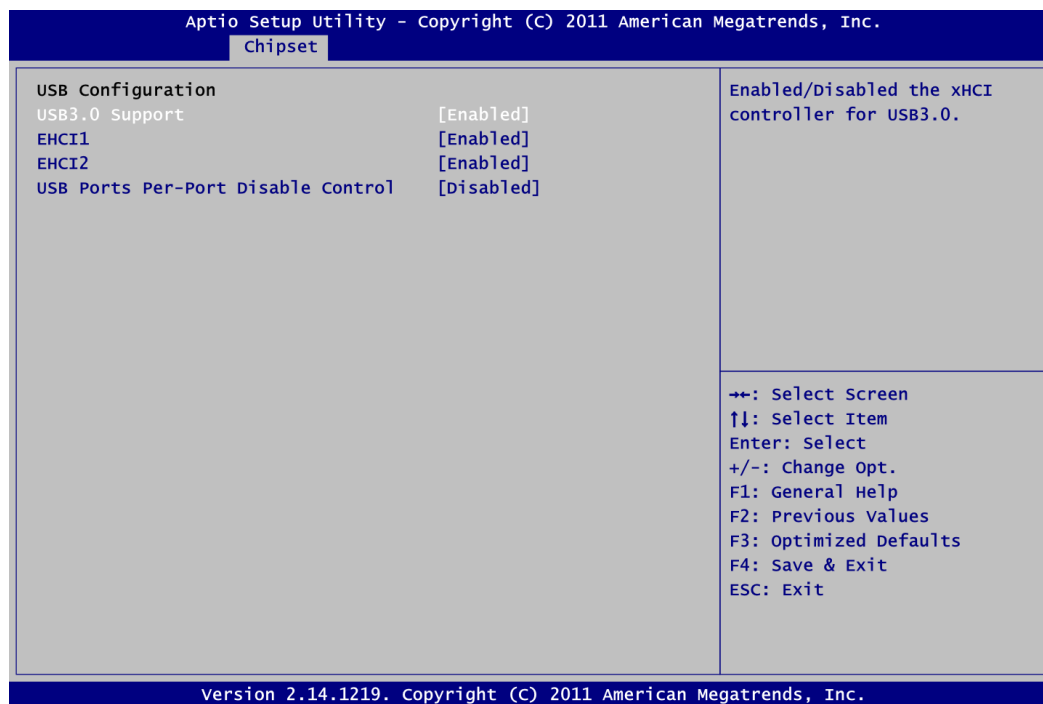 Aptio Setup Utility – Copyright (C) 2011 American Megatrends, Inc.
Chipset
USB Configuration
USB3.0 Support [Enabled]
EHCI1 [Enabled]
EHCI2 [Enabled]
USB Ports Per-Port Disable Control [Disabled]
Enabled/Disabled the xHCI
controller for USB3.0.
→←: Select Screen
↑↓: Select Item
Enter: Select
+/-: Change Opt.
F1: General Help
F2: Previous Values
F3: Optimized Defaults
F4: Save & Exit
ESC: Exit
Version 2.14.1219. Copyright (C) 2011 American Megatrends, Inc.